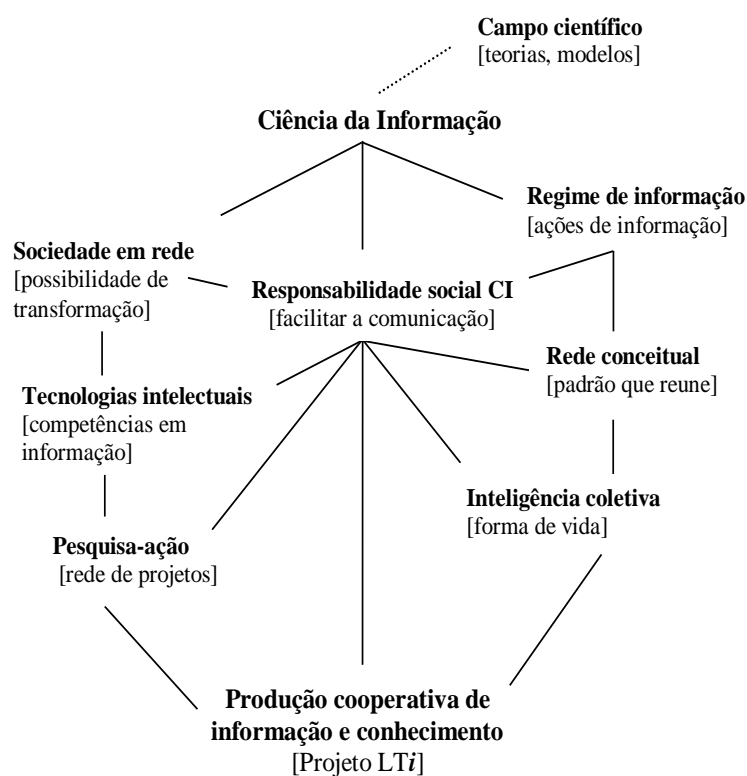 Campo científico
[teorias, modelos]
Ciência da Informação
Regime de informação
[ações de informação]
Sociedade em rede
[possibilidade de
transformação]
Responsabilidade social CI
[facilitar a comunicação]
Rede conceitual
[padrão que reune]
Tecnologias intelectuais
[competências em
informação]
Inteligência coletiva
[forma de vida]
Pesquisa-ação
[rede de projetos]
Produção cooperativa de
informação e conhecimento
[Projeto LTi]